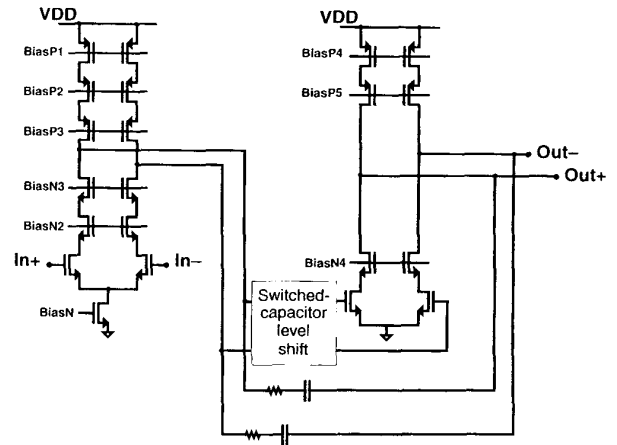 VDD
BiasP1
BiasP2
BiasP3
BiasN3
BiasN2
In+
In−
BiasN
VDD
BiasP4
BiasP5
Out−
Out+
BiasN4
Switched-
capacitor
level
shift